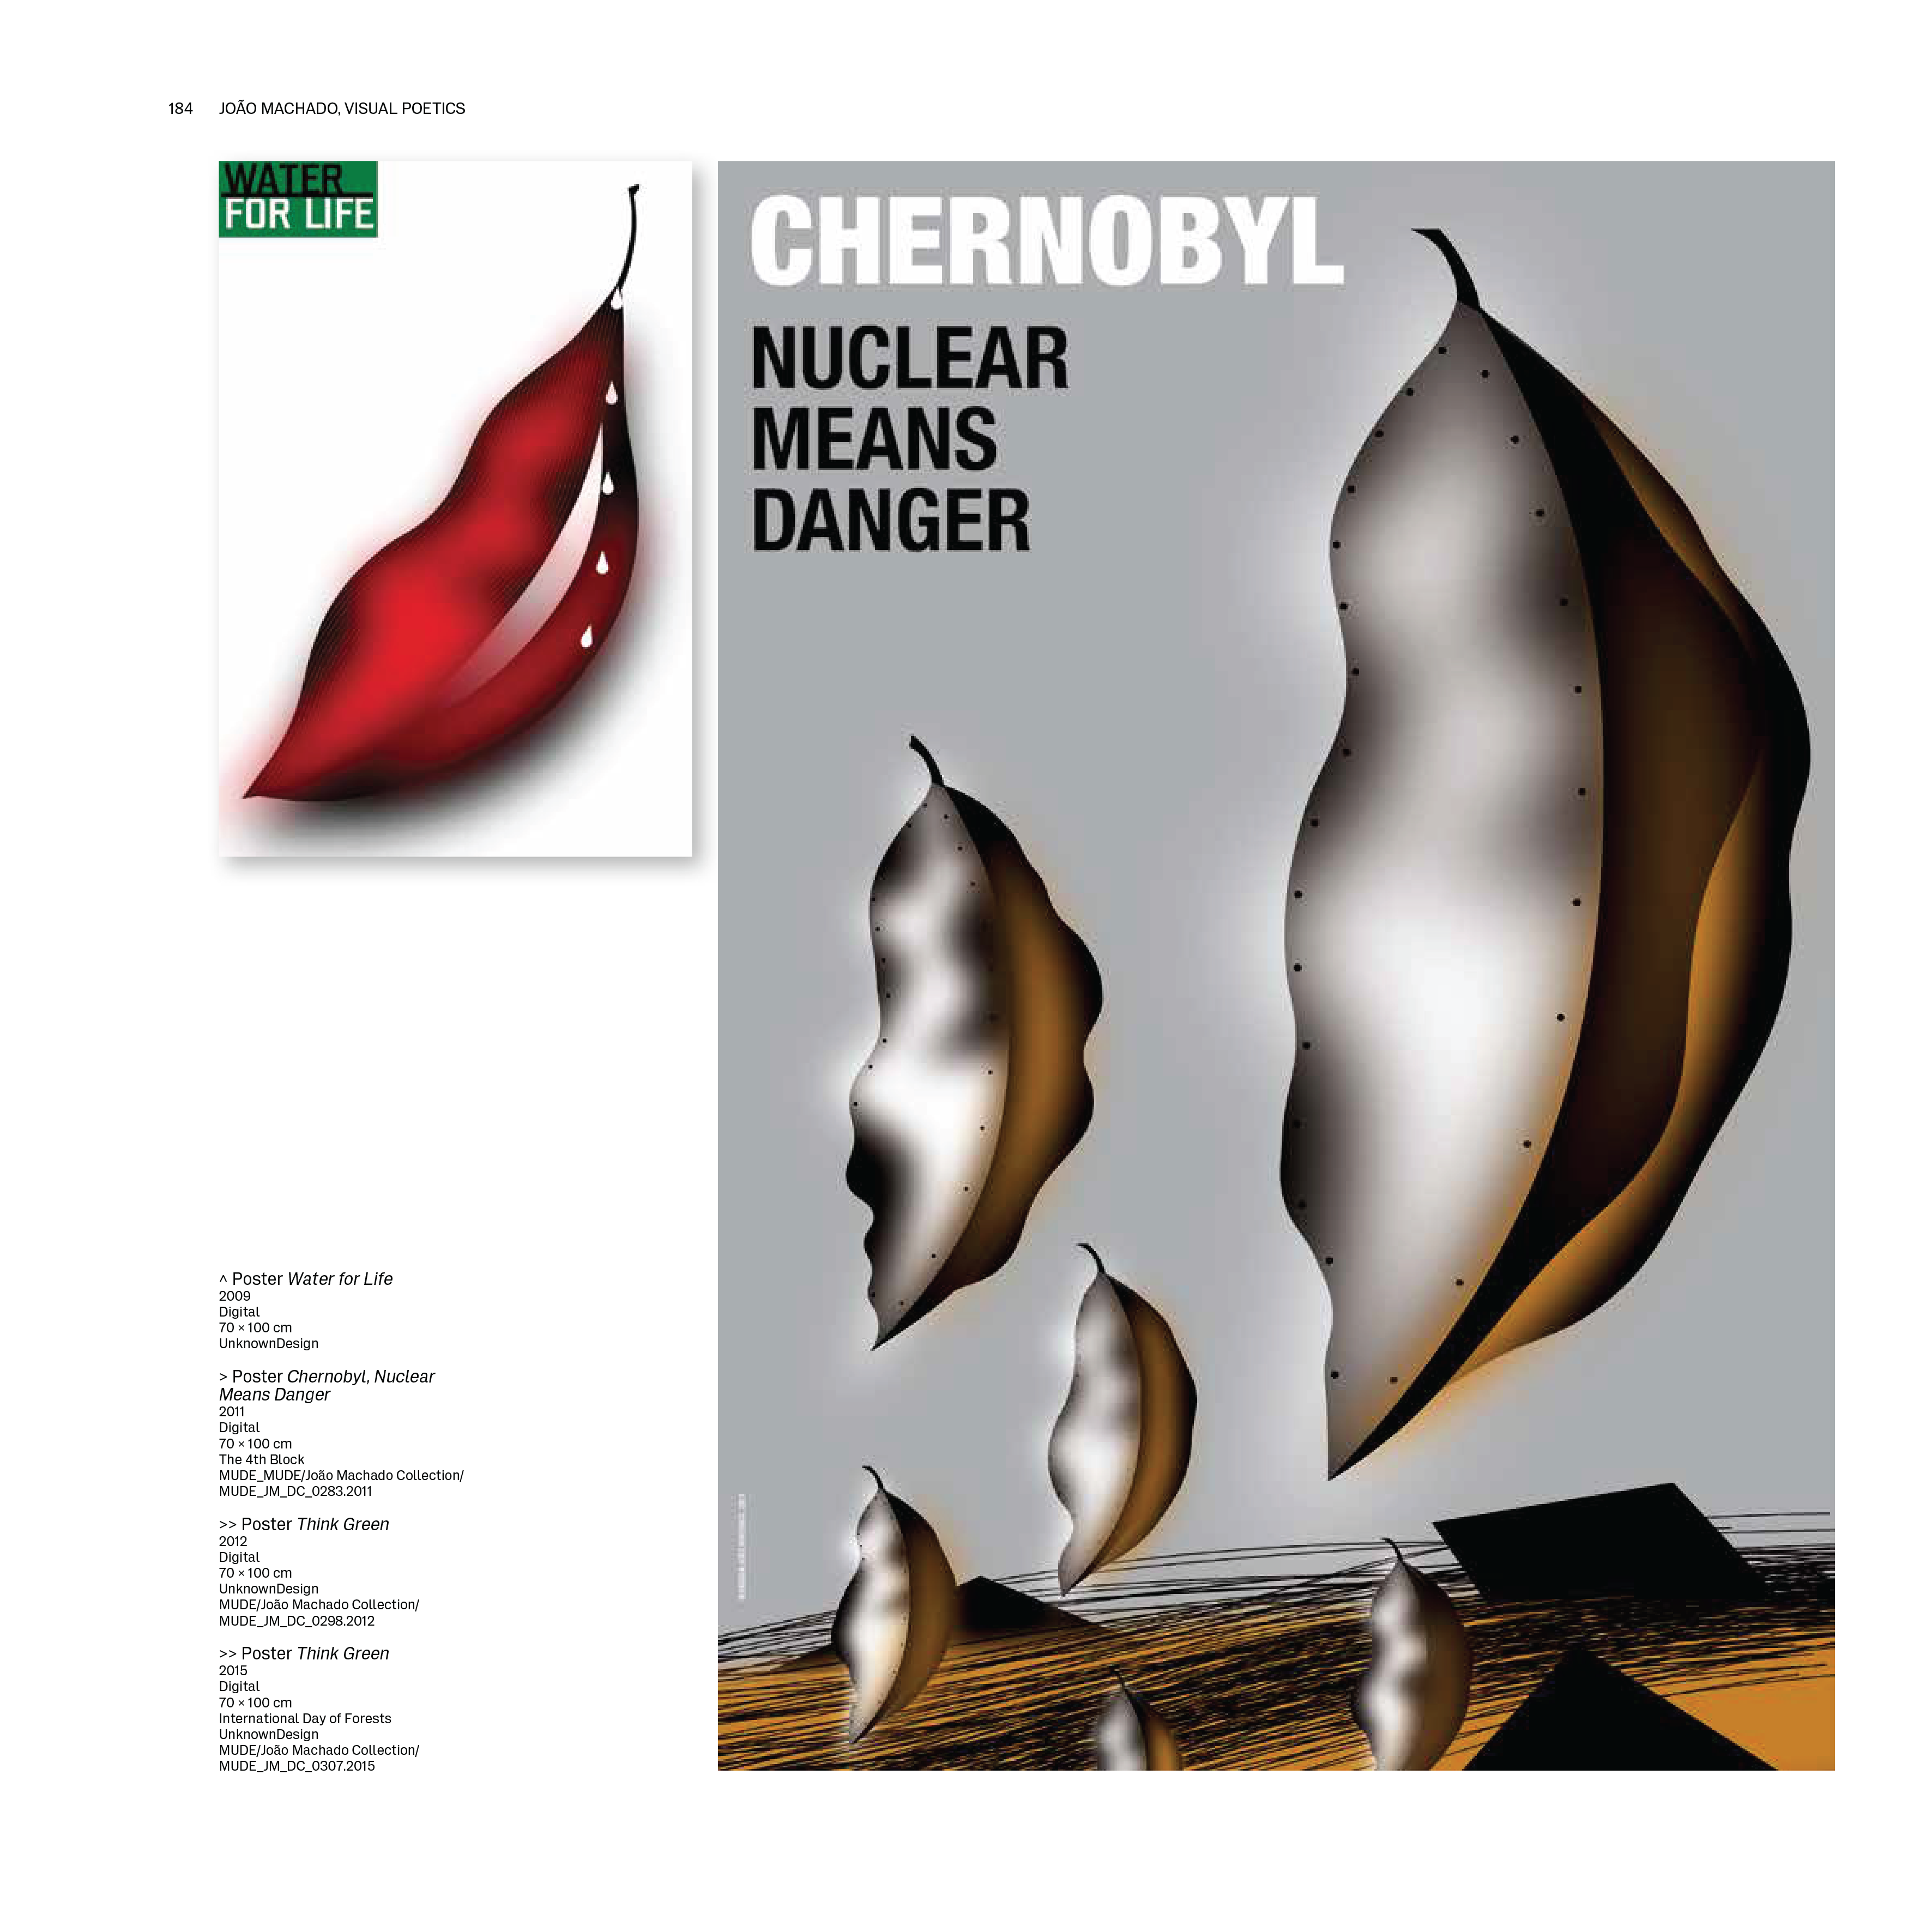 184 JOÃO MACHADO, VISUAL POETICS
WATER
FOR LIFE
CHERNOBYL
NUCLEAR
MEANS
DANGER
^ Poster Water for Life
2009
Digital
70 × 100 cm
UnknownDesign
> Poster Chernobyl, Nuclear
Means Danger
2011
Digital
70 × 100 cm
The 4th Block
MUDE_MUDE/João Machado Collection/
MUDE_JM_DC_0283.2011
>> Poster Think Green
2012
Digital
70 × 100 cm
UnknownDesign
MUDE/João Machado Collection/
MUDE_JM_DC_0298.2012
>> Poster Think Green
2015
Digital
70 × 100 cm
International Day of Forests
UnknownDesign
MUDE/João Machado Collection/
MUDE_JM_DC_0307.2015